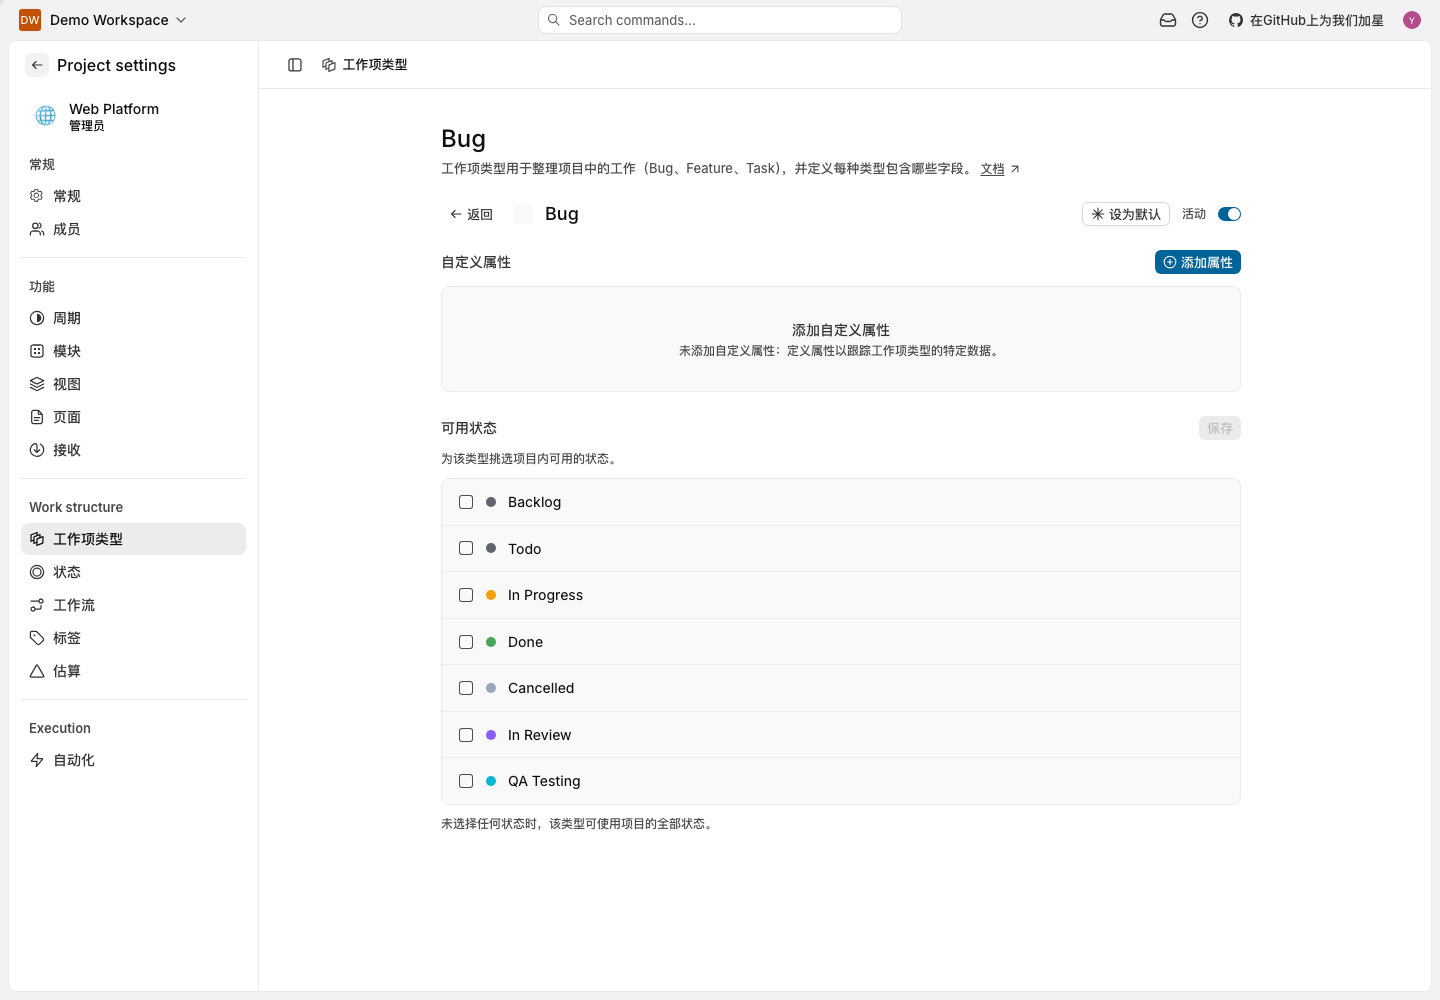 DW Demo Workspace
Search commands...
在GitHub上为我们加星
Y
Project settings
Web Platform
管理员
常规
常规
成员
功能
周期
模块
视图
页面
接收
Work structure
工作项类型
状态
工作流
标签
估算
Execution
自动化
工作项类型
Bug
工作项类型用于整理项目中的工作（Bug、Feature、Task），并定义每种类型包含哪些字段。 文档
返回
Bug
设为默认
活动
自定义属性
添加属性
添加自定义属性
未添加自定义属性：定义属性以跟踪工作项类型的特定数据。
可用状态
保存
为该类型挑选项目内可用的状态。
Backlog
Todo
In Progress
Done
Cancelled
In Review
QA Testing
未选择任何状态时，该类型可使用项目的全部状态。